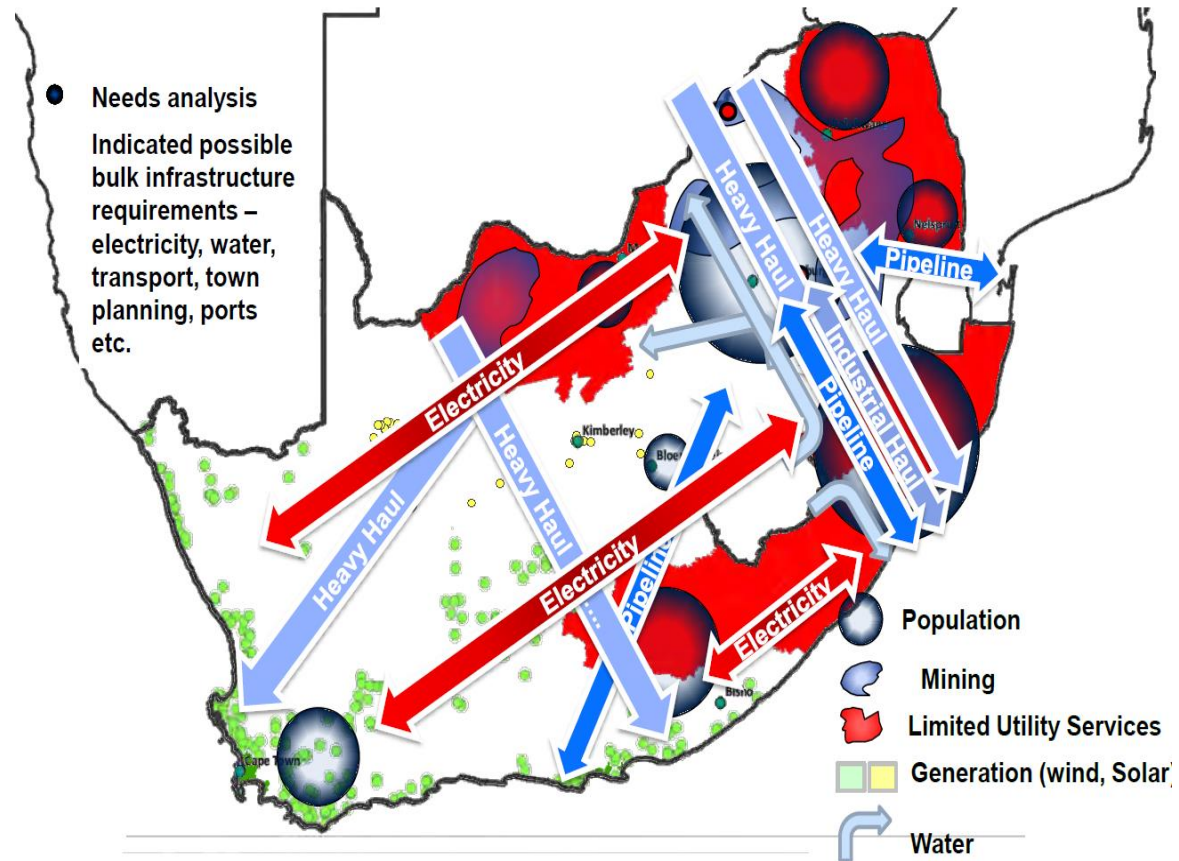 Needs analysis
Indicated possible
bulk infrastructure
requirements –
electricity, water,
transport, town
planning, ports
etc.
Heavy Haul
Heavy Haul
Pipeline
Industrial Haul
Pipeline
Electricity
Heavy Haul
Heavy Haul
.....
Kimberley
Electricity
Pipeline
Electricity
Bisho
Cape Town
Population
Mining
Limited Utility Services
Generation (wind, Solar)
Water